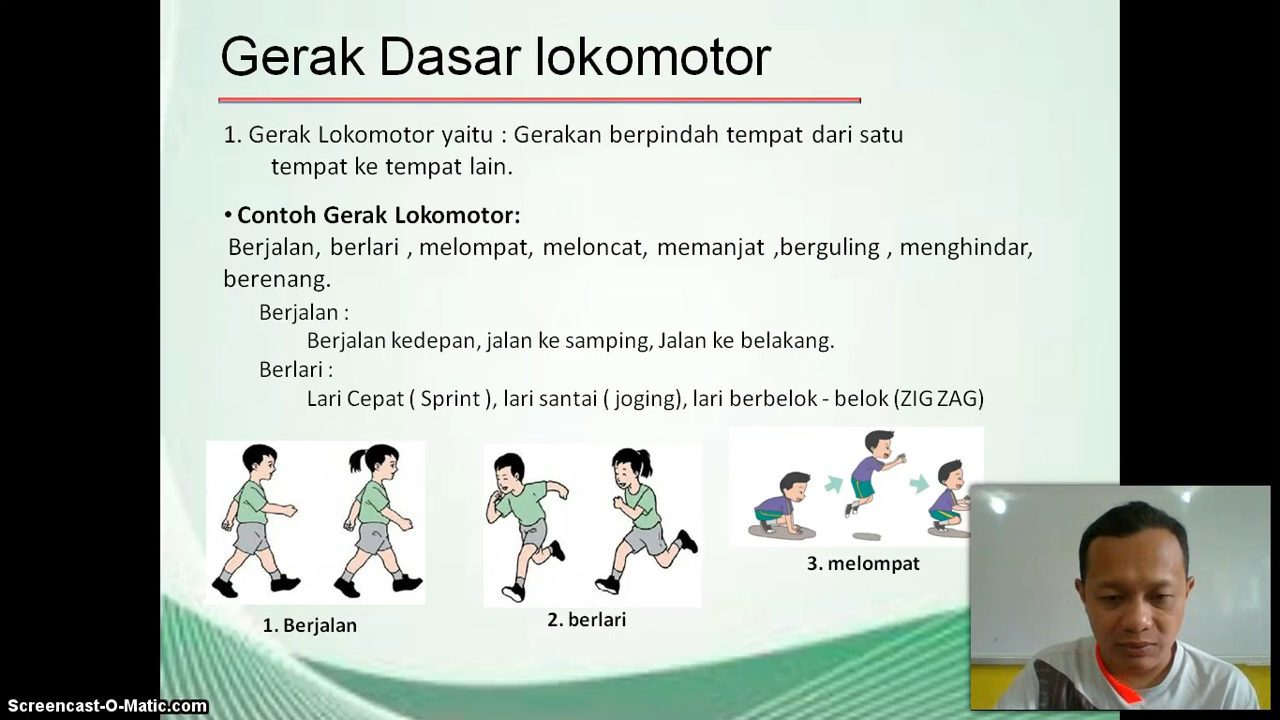 Gerak Dasar lokomotor
1. Gerak Lokomotor yaitu : Gerakan berpindah tempat dari satu
tempat ke tempat lain.
• Contoh Gerak Lokomotor:
Berjalan, berlari , melompat, meloncat, memanjat ,berguling , menghindar,
berenang.
Berjalan :
Berjalan kedepan, jalan ke samping, Jalan ke belakang.
Berlari :
Lari Cepat ( Sprint ), lari santai ( joging), lari berbelok - belok (ZIG ZAG)
1. Berjalan
2. berlari
3. melompat
Screencast-O-Matic.com